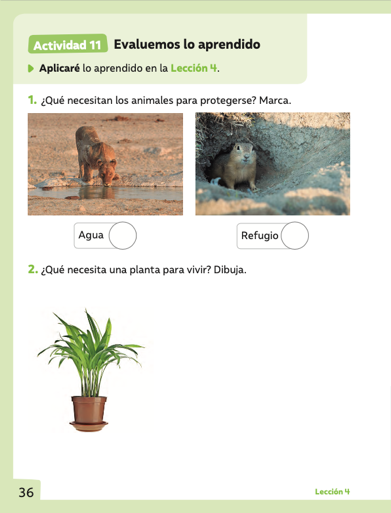 Actividad 11 Evaluemos lo aprendido
Aplicaré lo aprendido en la Lección 4.
1. ¿Qué necesitan los animales para protegerse? Marca.
Agua
Refugio
2. ¿Qué necesita una planta para vivir? Dibuja.
36
Lección 4